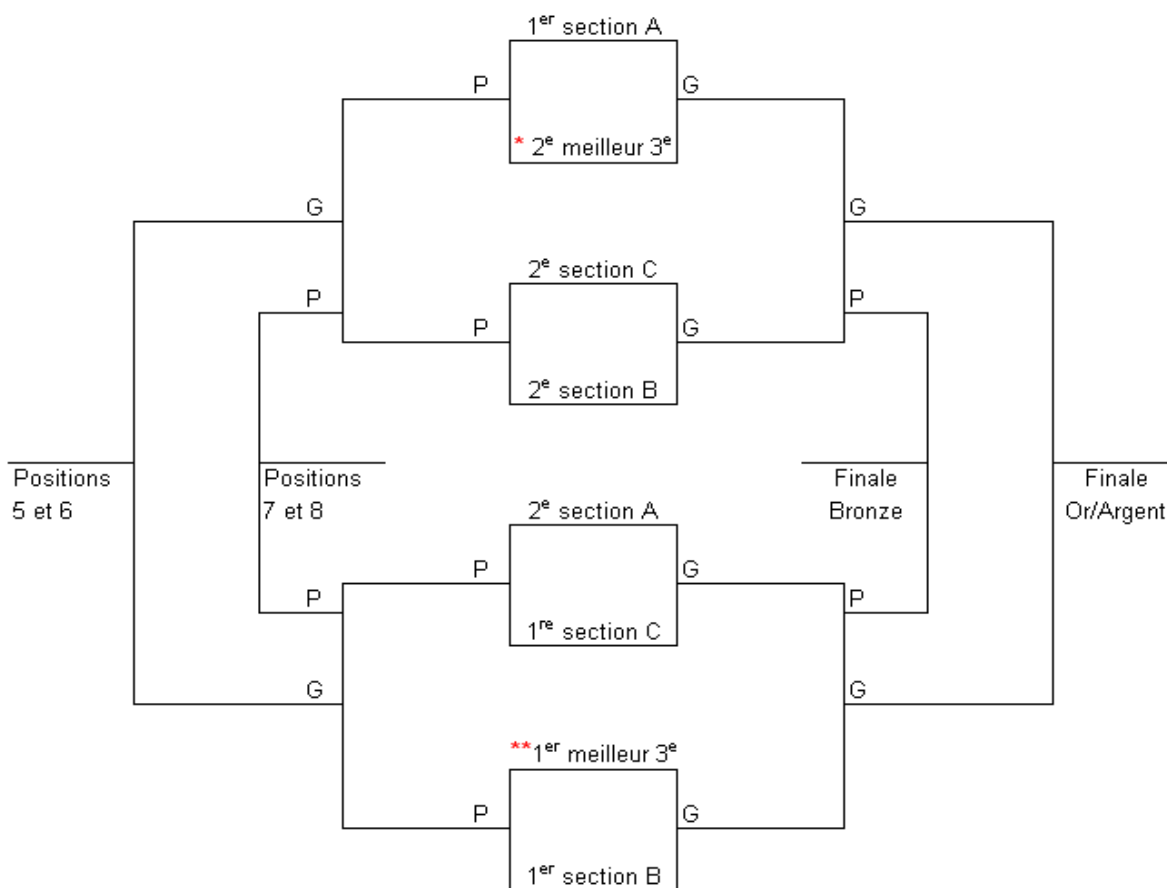 1er section A
P
G
* 2e meilleur 3e
G
G
2e section C
P
P
P
G
2e section B
Positions
5 et 6
Positions
7 et 8
Finale
Bronze
Finale
Or/Argent
2e section A
P
G
P
P
1re section C
G
G
**1er meilleur 3e
P
G
1er section B